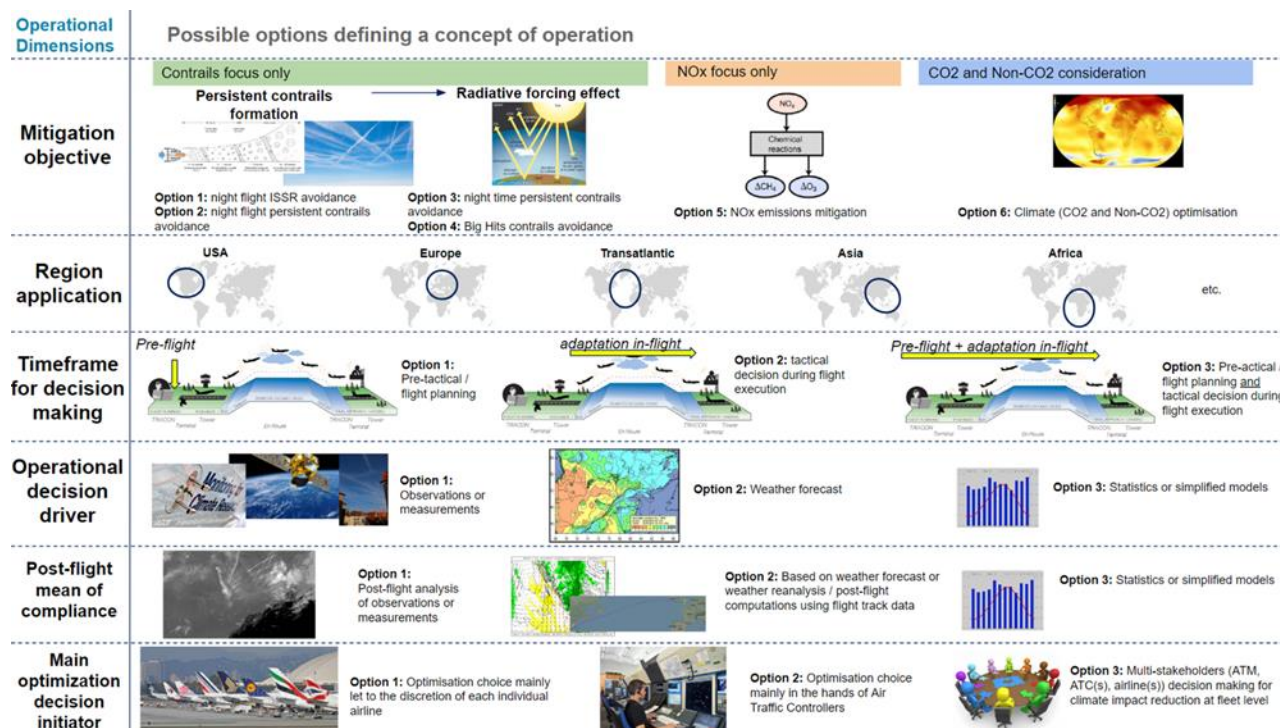 Operational
Dimensions
Possible options defining a concept of operation
Mitigation
objective
Contrails focus only
NOx focus only
CO2 and Non-CO2 consideration
Persistent contrails
formation
Radiative forcing effect
Option 1: night flight ISSR avoidance
Option 2: night flight persistent contrails
avoidance
Option 3: night time persistent contrails
avoidance
Option 4: Big Hits contrails avoidance
NOₓ
Chemical
reactions
ΔCH₄
ΔO₃
Option 5: NOx emissions mitigation
Option 6: Climate (CO2 and Non-CO2) optimisation
Region
application
USA
Europe
Transatlantic
Asia
Africa
etc.
Timeframe
for decision
making
Pre-flight
Option 1:
Pre-tactical /
flight planning
TRACON
Tower
Terminal
En-Route
adaptation in-flight
Option 2: tactical
decision during flight
execution
Pre-flight + adaptation in-flight
Option 3: Pre-actical /
flight planning and
tactical decision during
flight execution
Operational
decision
driver
Option 1:
Observations or
measurements
Option 2: Weather forecast
Option 3: Statistics or simplified models
Post-flight
mean of
compliance
Option 1:
Post-flight analysis
of observations or
measurements
Option 2: Based on weather forecast or
weather reanalysis / post-flight
computations using flight track data
Option 3: Statistics or simplified models
Main
optimization
decision
initiator
Option 1: Optimisation choice mainly
let to the discretion of each individual
airline
Option 2: Optimisation choice
mainly in the hands of Air
Traffic Controllers
Option 3: Multi-stakeholders (ATM,
ATC(s), airline(s)) decision making for
climate impact reduction at fleet level